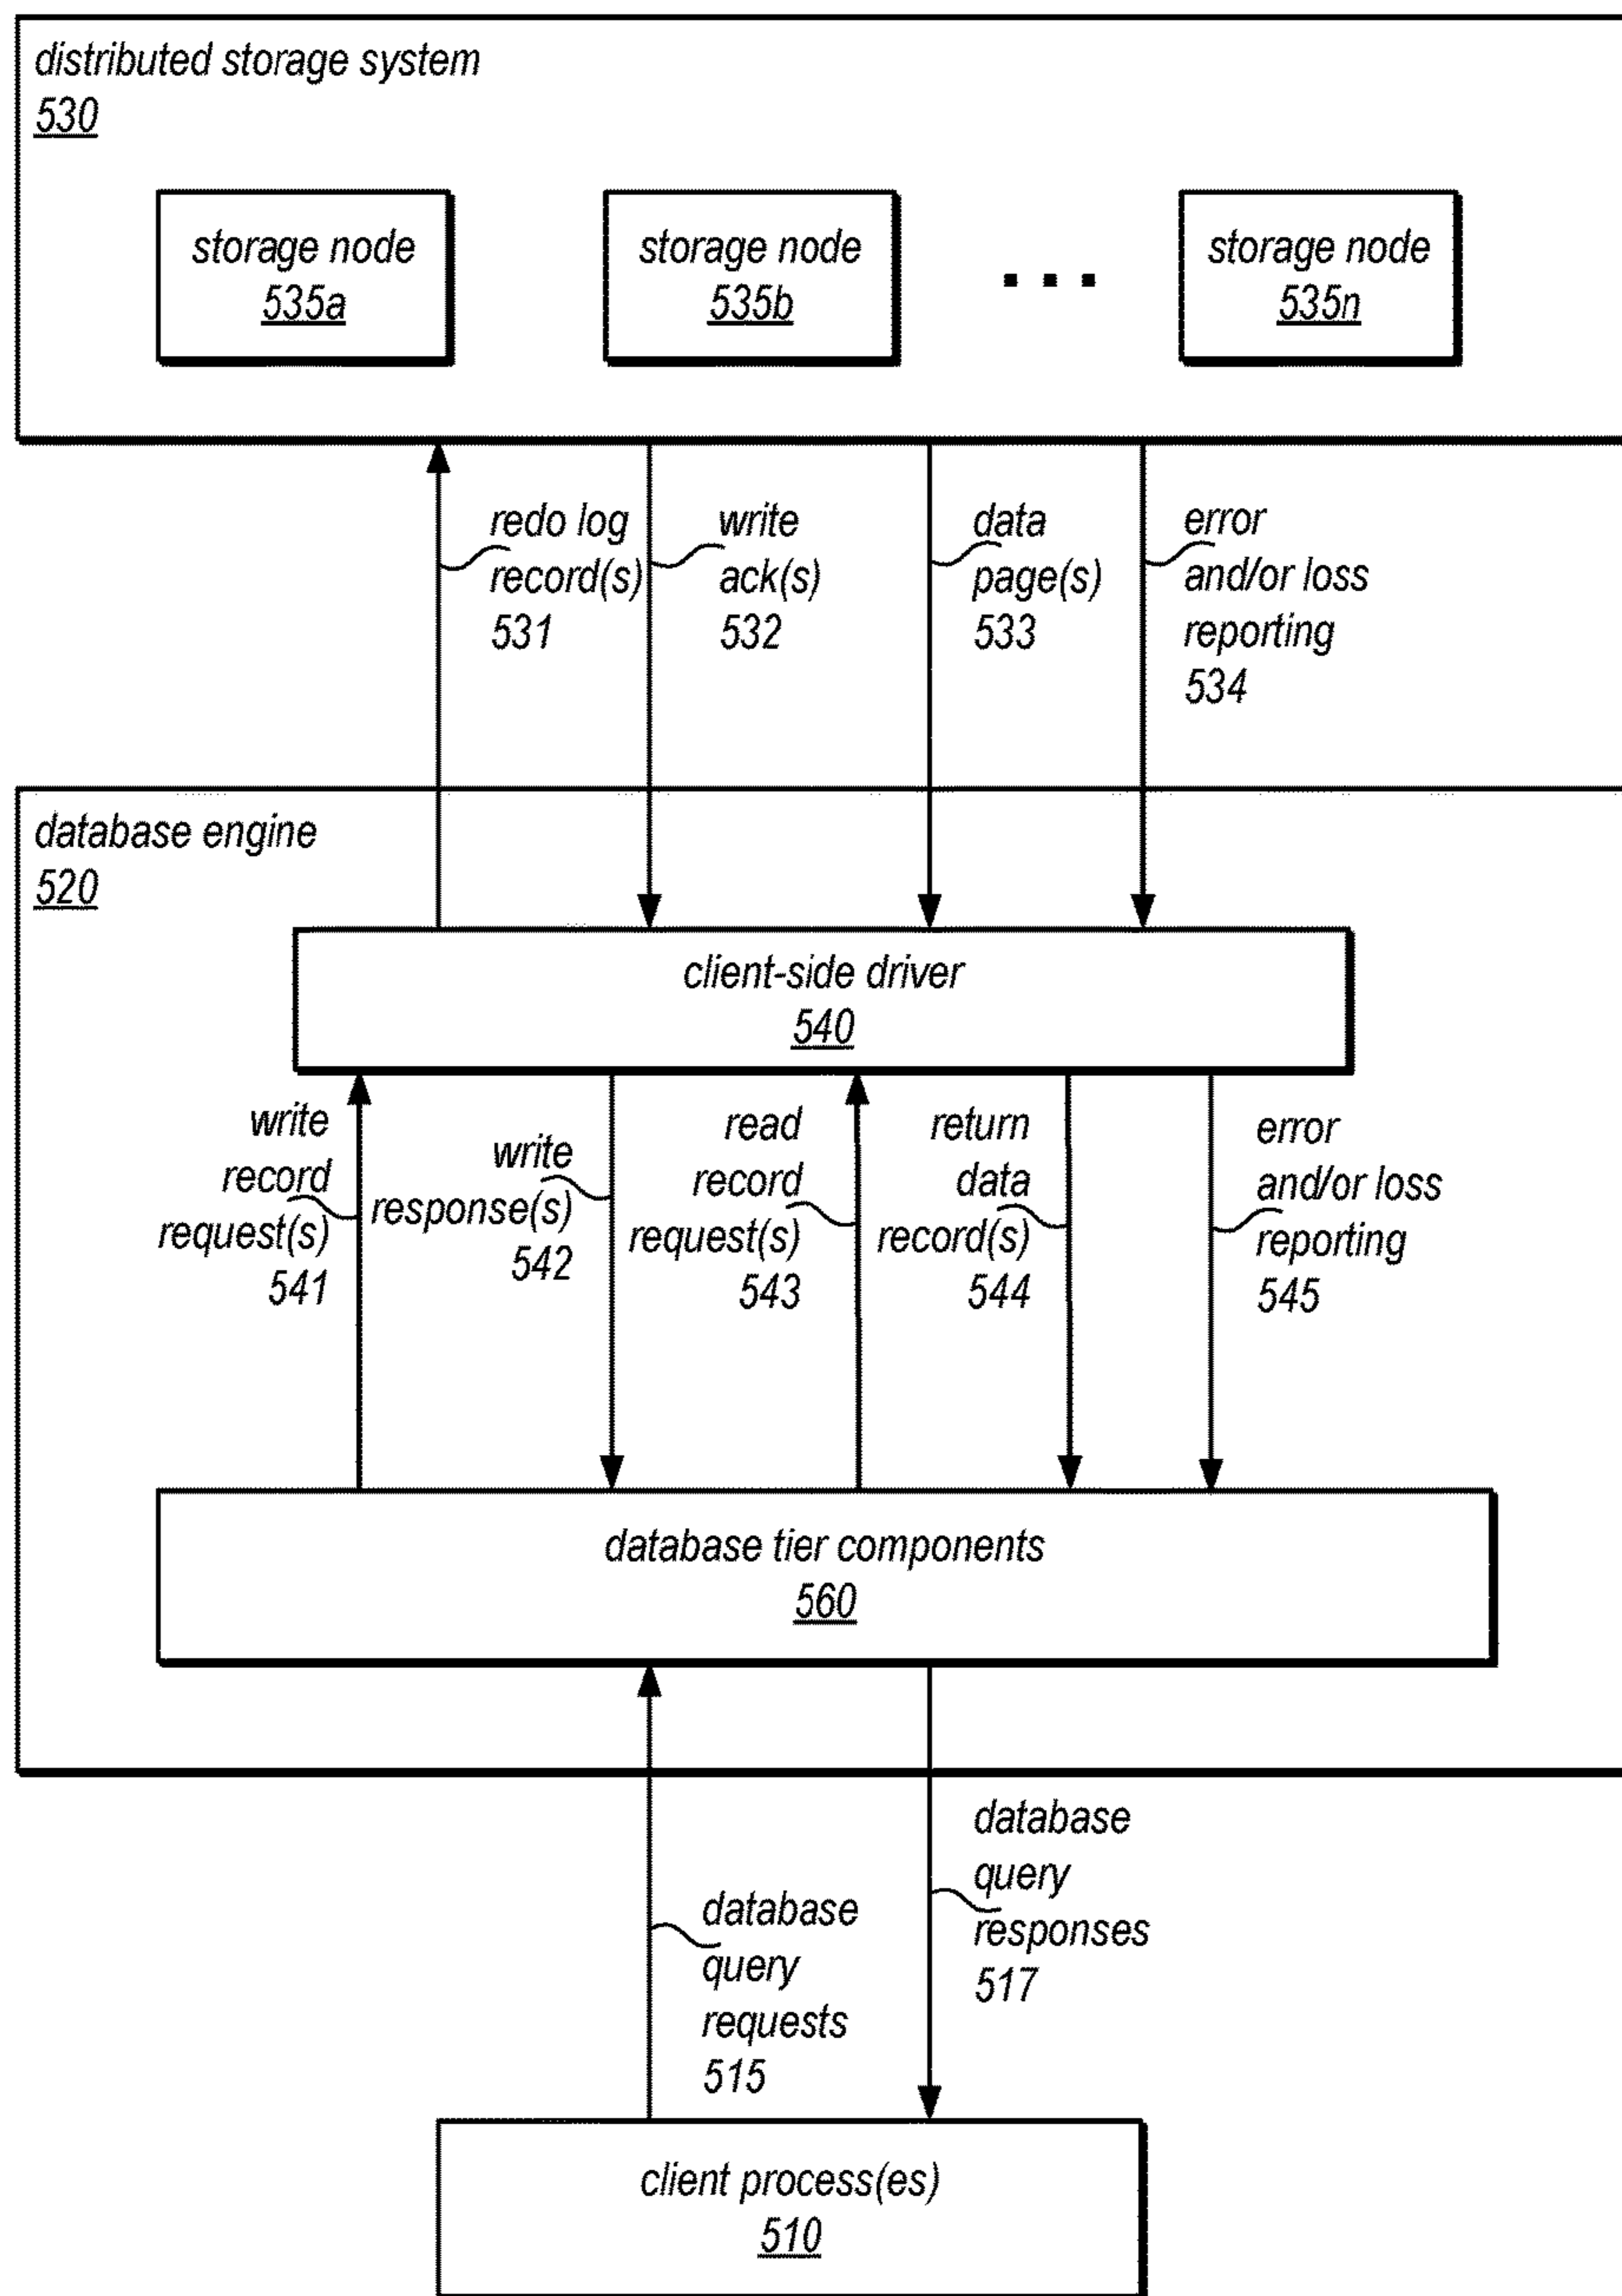 distributed storage system
530
storage node
535a
storage node
535b
storage node
535n
redo log
record(s)
531
write
ack(s)
532
data
page(s)
533
error
and/or loss
reporting
534
database engine
520
client-side driver
540
write
record
request(s)
541
write
response(s)
542
read
record
request(s)
543
return
data
record(s)
544
error
and/or loss
reporting
545
database tier components
560
database
query
requests
515
database
query
responses
517
client process(es)
510